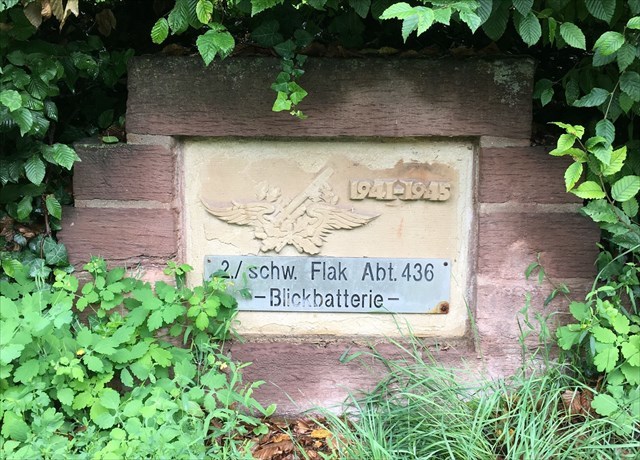 1941-1945
2./ schw. Flak Abt. 436
- Blickbatterie -